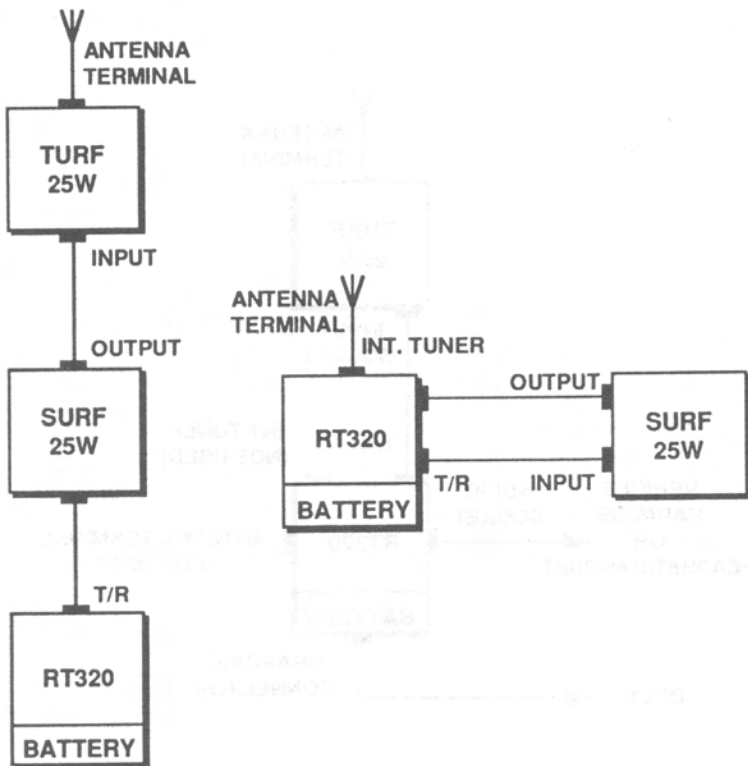 ANTENNA
TERMINAL
TURF
25W
INPUT
OUTPUT
SURF
25W
T/R
RT320
BATTERY
ANTENNA
TERMINAL
INT. TUNER
RT320
BATTERY
OUTPUT
T/R
INPUT
SURF
25W